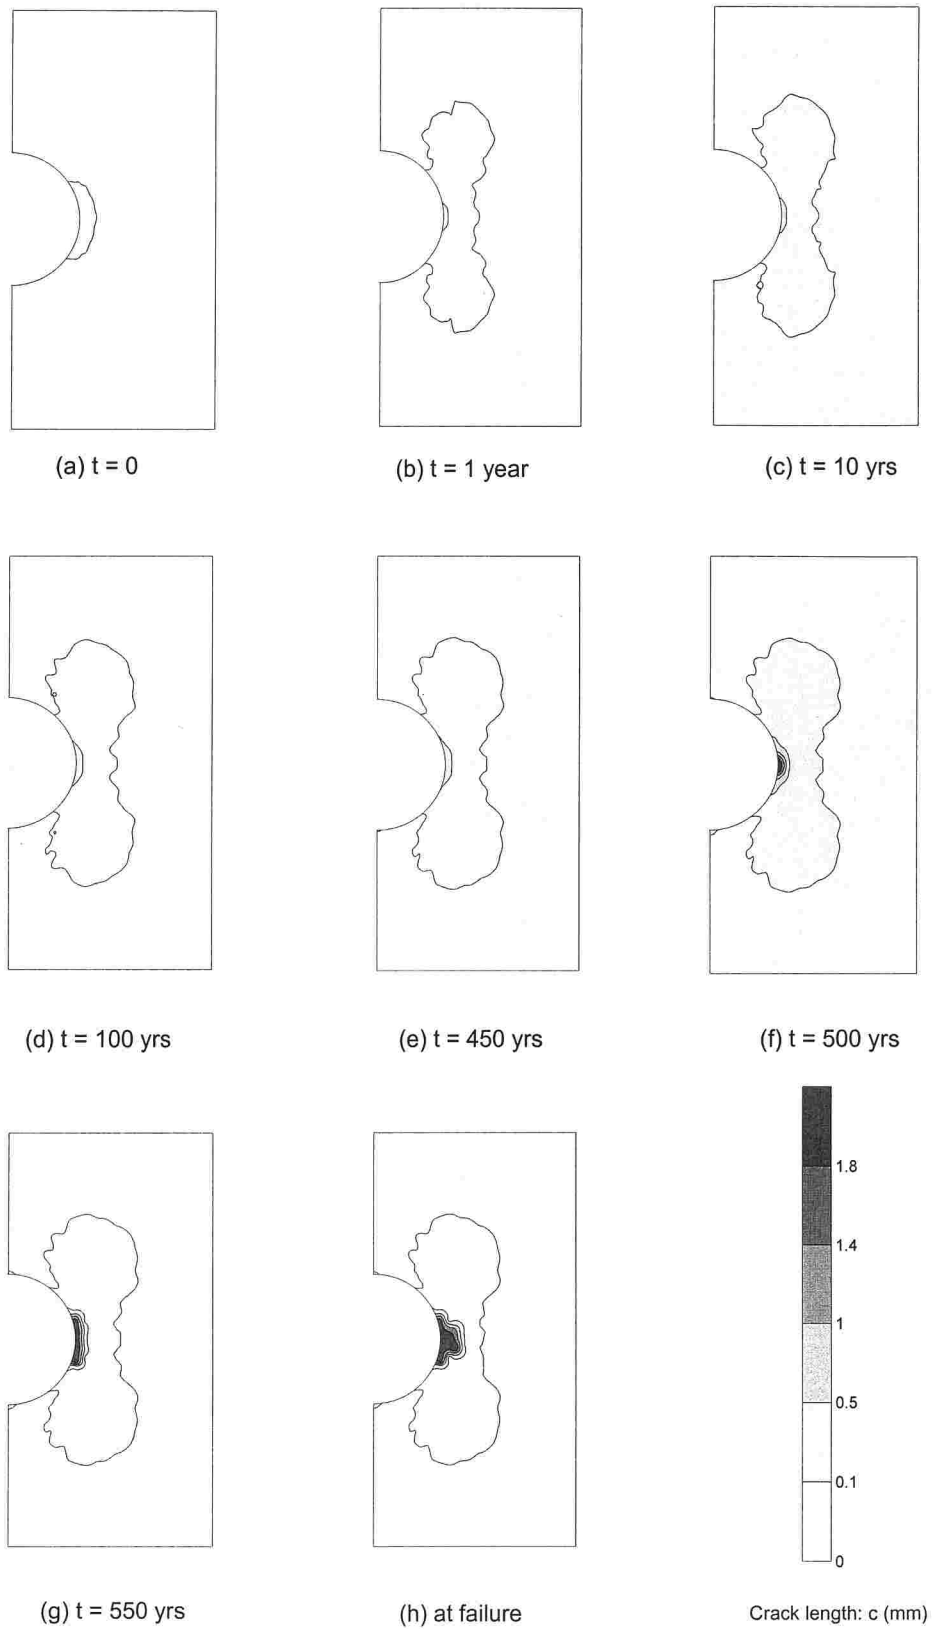 (a) t = 0
(b) t = 1 year
(c) t = 10 yrs
(d) t = 100 yrs
(e) t = 450 yrs
(f) t = 500 yrs
1.8
1.4
1
0.5
0.1
0
(g) t = 550 yrs
(h) at failure
Crack length: c (mm)